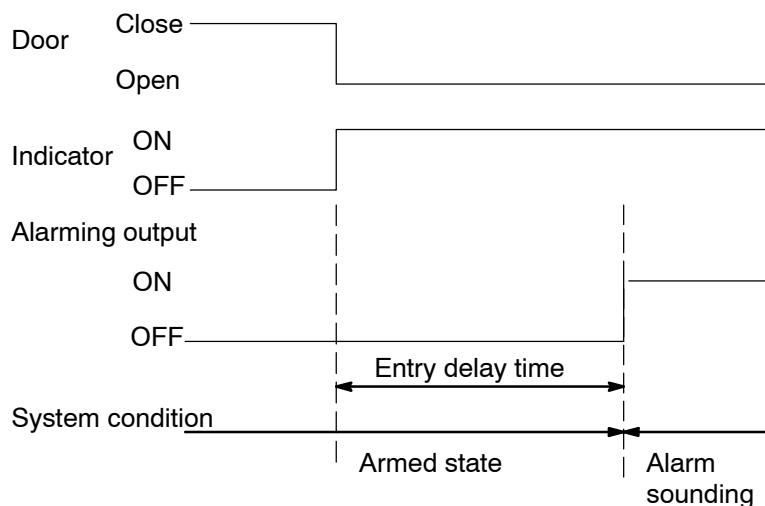 Close
Door
Open
ON
Indicator
OFF
Alarming output
ON
OFF
Entry delay time
System condition
Armed state
Alarm
sounding